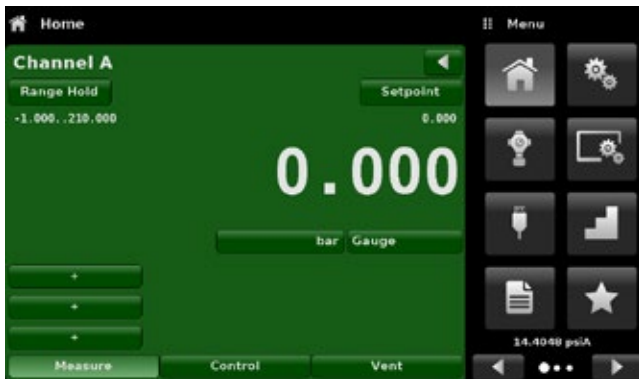 Home
Menu
Channel A
Range Hold
Setpoint
-1.000..210.000
0.000
0.000
bar
Gauge
+
+
+
14.4048 psiA
Measure
Control
Vent